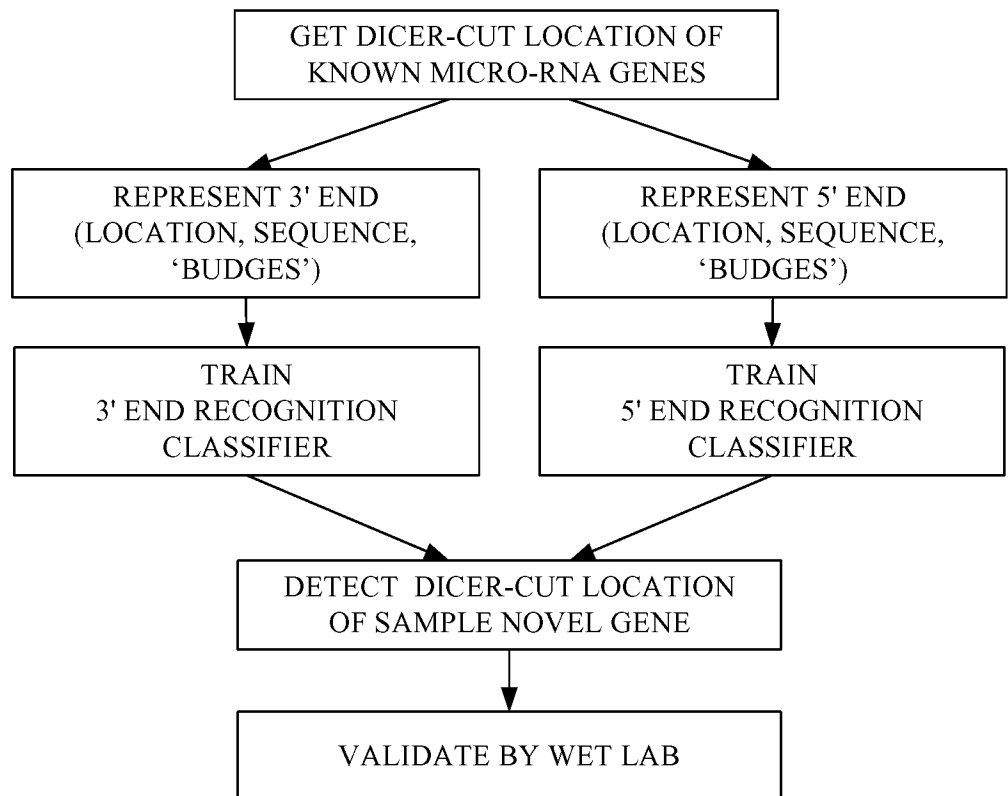 GET DICER-CUT LOCATION OF
KNOWN MICRO-RNA GENES
REPRESENT 3' END
(LOCATION, SEQUENCE,
‘BUDGES’)
REPRESENT 5' END
(LOCATION, SEQUENCE,
‘BUDGES’)
TRAIN
3' END RECOGNITION
CLASSIFIER
TRAIN
5' END RECOGNITION
CLASSIFIER
DETECT DICER-CUT LOCATION
OF SAMPLE NOVEL GENE
VALIDATE BY WET LAB